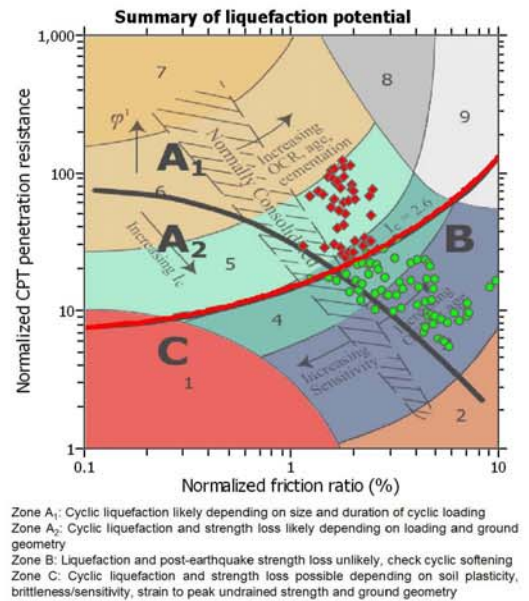 Summary of liquefaction potential
Normalized CPT penetration resistance
1,000
100
10
1
7
8
9
φ'
A1
6
A2
5
4
B
C
1
2
Increasing OCR, age, cementation
Normally Consolidated
Increasing Ic
Ic = 2.6
Increasing Sensitivity
0.1
1
10
Normalized friction ratio (%)
Zone A1: Cyclic liquefaction likely depending on size and duration of cyclic loading
Zone A2: Cyclic liquefaction and strength loss likely depending on loading and ground
geometry
Zone B: Liquefaction and post-earthquake strength loss unlikely, check cyclic softening
Zone C: Cyclic liquefaction and strength loss possible depending on soil plasticity,
brittleness/sensitivity, strain to peak undrained strength and ground geometry